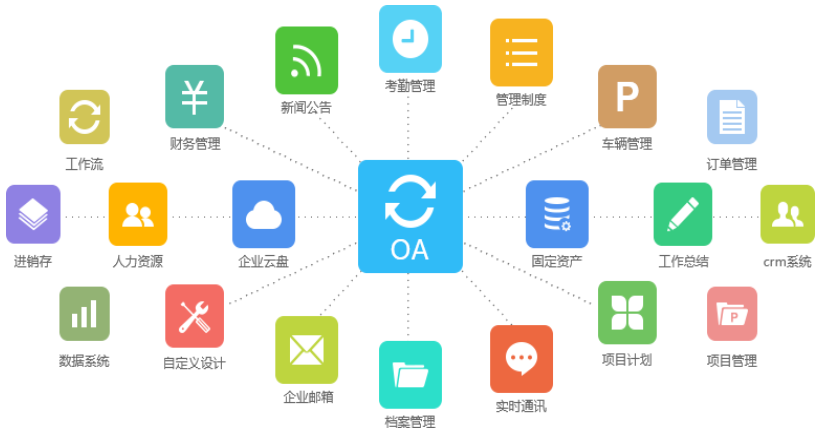 考勤管理
管理制度
新闻公告
P
财务管理
车辆管理
工作流
订单管理
OA
进销存
人力资源
企业云盘
固定资产
工作总结
crm系统
P
数据系统
自定义设计
项目计划
项目管理
企业邮箱
实时通讯
档案管理